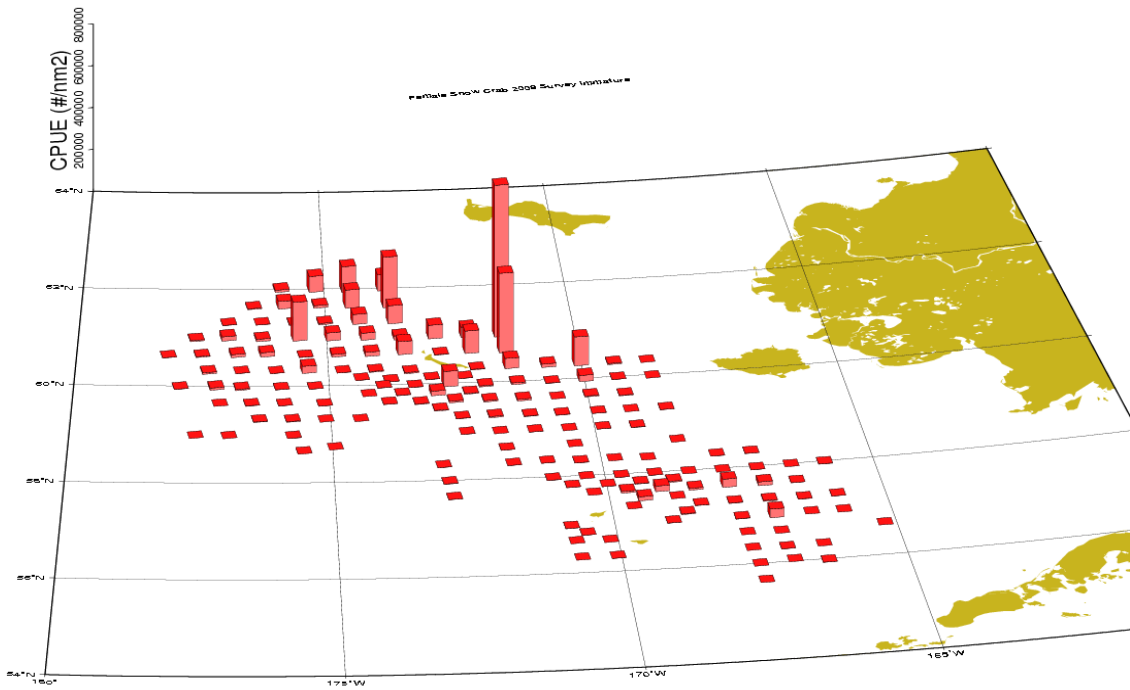 CPUE (#/nm2)
800000
600000
400000
200000
Female Snow Crab Survey Immature
64°N
62°N
60°N
58°N
56°N
54°N
180°
175°W
170°W
165°W